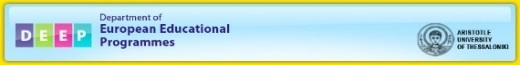 DEEP
Department of
European Educational
Programmes
ARISTOTLE
UNIVERSITY
OF THESSALONIKI